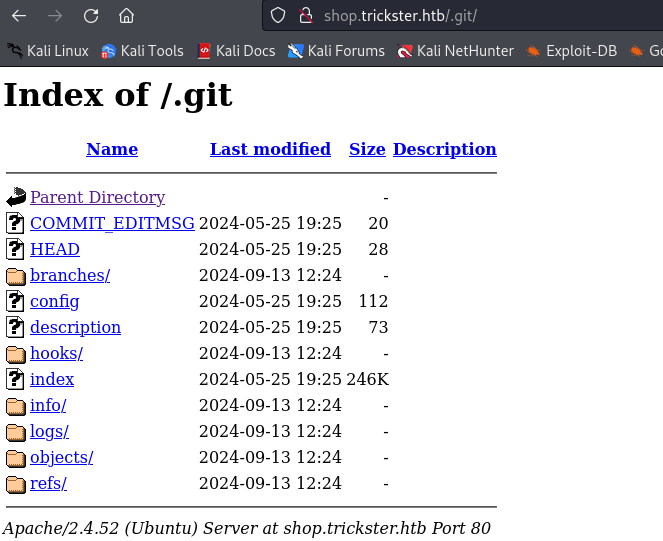 shop.trickster.htb/.git/
Kali Linux Kali Tools Kali Docs Kali Forums Kali NetHunter Exploit-DB
Index of /.git
Name Last modified Size Description
Parent Directory -
COMMIT_EDITMSG 2024-05-25 19:25 20
HEAD 2024-05-25 19:25 28
branches/ 2024-09-13 12:24 -
config 2024-05-25 19:25 112
description 2024-05-25 19:25 73
hooks/ 2024-09-13 12:24 -
index 2024-05-25 19:25 246K
info/ 2024-09-13 12:24 -
logs/ 2024-09-13 12:24 -
objects/ 2024-09-13 12:24 -
refs/ 2024-09-13 12:24 -
Apache/2.4.52 (Ubuntu) Server at shop.trickster.htb Port 80